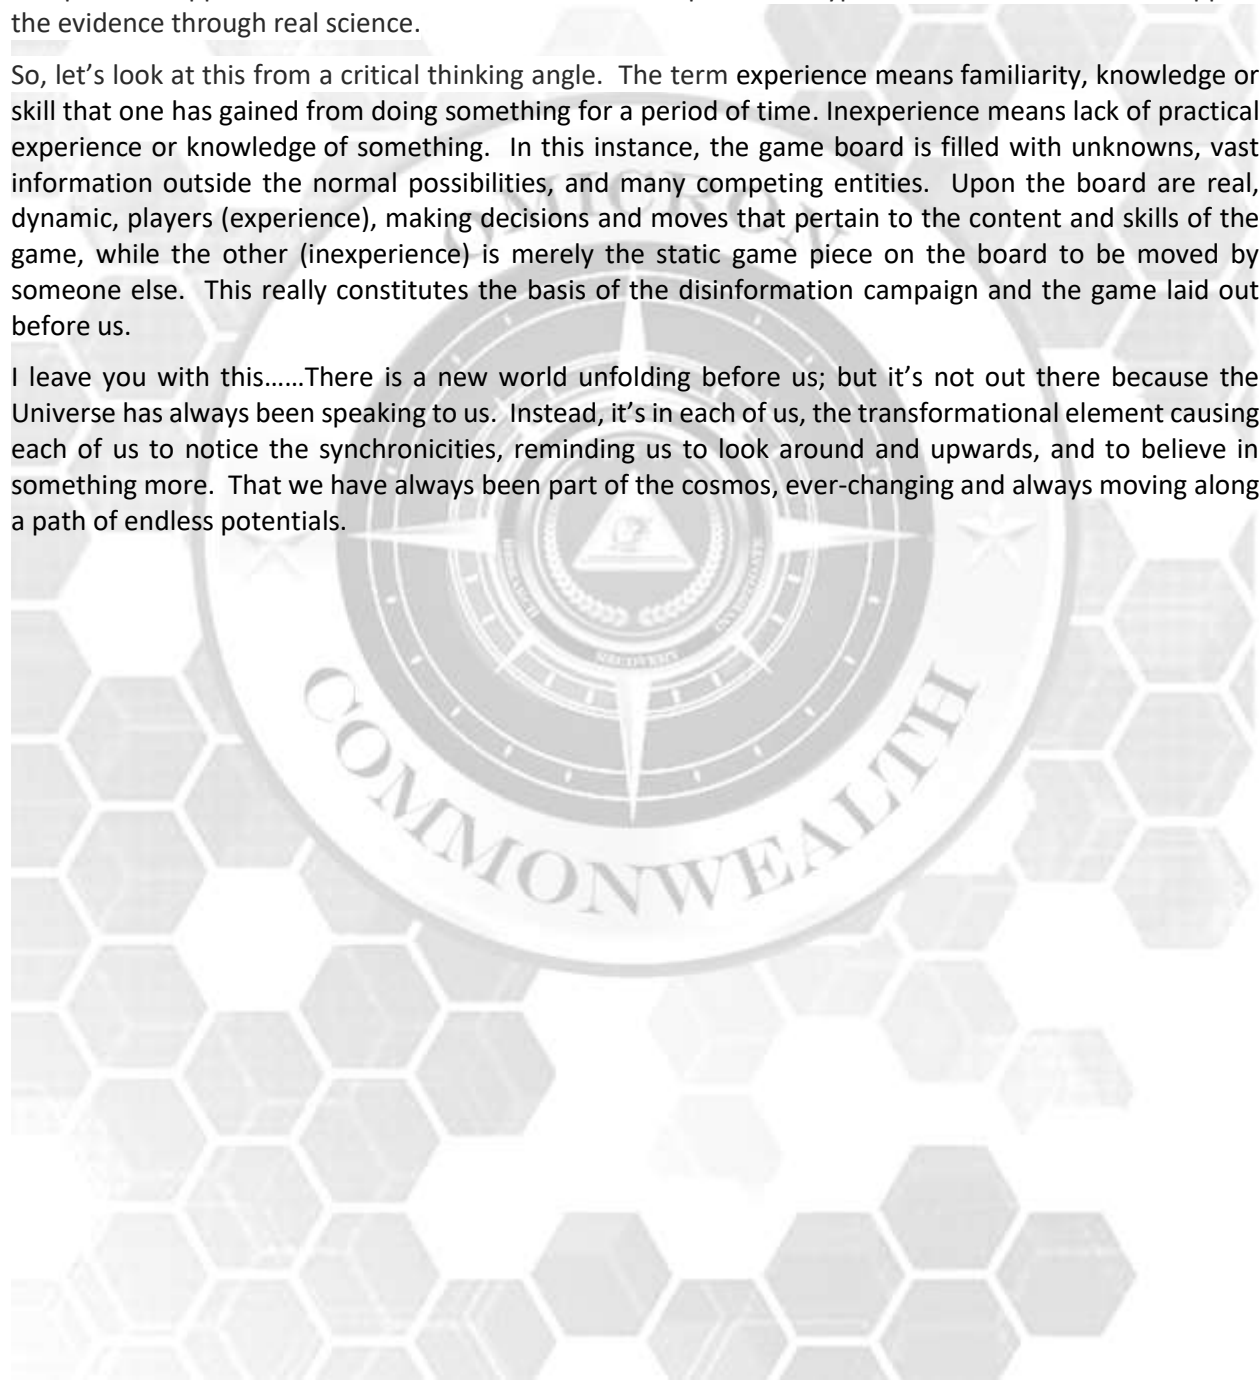 the evidence through real science.
So, let’s look at this from a critical thinking angle.  The term experience means familiarity, knowledge or
skill that one has gained from doing something for a period of time. Inexperience means lack of practical
experience or knowledge of something.  In this instance, the game board is filled with unknowns, vast
information outside the normal possibilities, and many competing entities.  Upon the board are real,
dynamic, players (experience), making decisions and moves that pertain to the content and skills of the
game, while the other (inexperience) is merely the static game piece on the board to be moved by
someone else.  This really constitutes the basis of the disinformation campaign and the game laid out
before us.
I leave you with this……There is a new world unfolding before us; but it’s not out there because the
Universe has always been speaking to us.  Instead, it’s in each of us, the transformational element causing
each of us to notice the synchronicities, reminding us to look around and upwards, and to believe in
something more.  That we have always been part of the cosmos, ever-changing and always moving along
a path of endless potentials.
OMICRON
RESEARCH
INVESTIGATE
RECOVERY
COMMONWEALTH